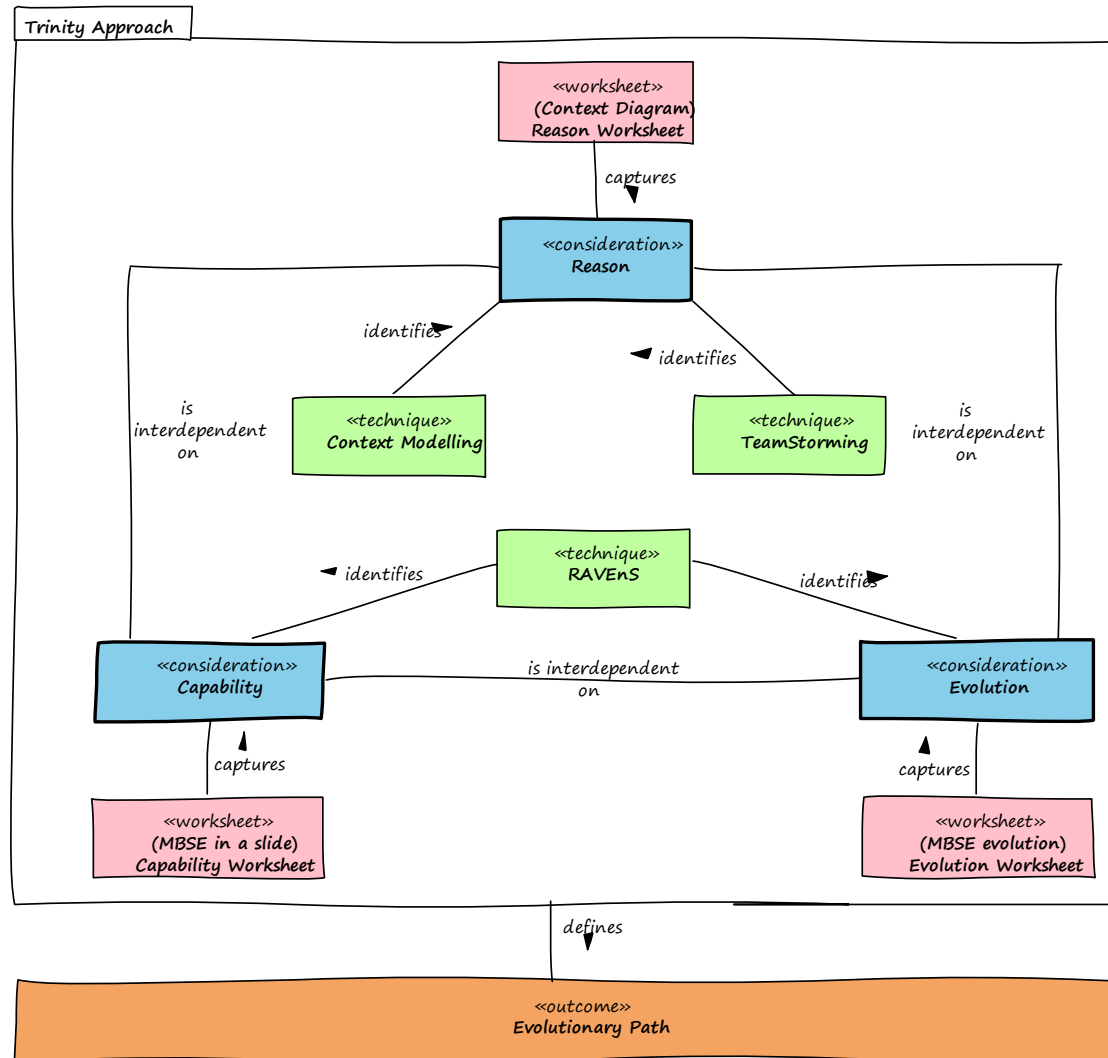 Trinity Approach
«worksheet»
(Context Diagram)
Reason Worksheet
captures
«consideration»
Reason
identifies
identifies
is
interdependent
on
«technique»
Context Modelling
«technique»
TeamStorming
is
interdependent
on
«technique»
RAVEnS
identifies
identifies
«consideration»
Capability
is interdependent
on
«consideration»
Evolution
captures
captures
«worksheet»
(MBSE in a slide)
Capability Worksheet
«worksheet»
(MBSE evolution)
Evolution Worksheet
defines
«outcome»
Evolutionary Path